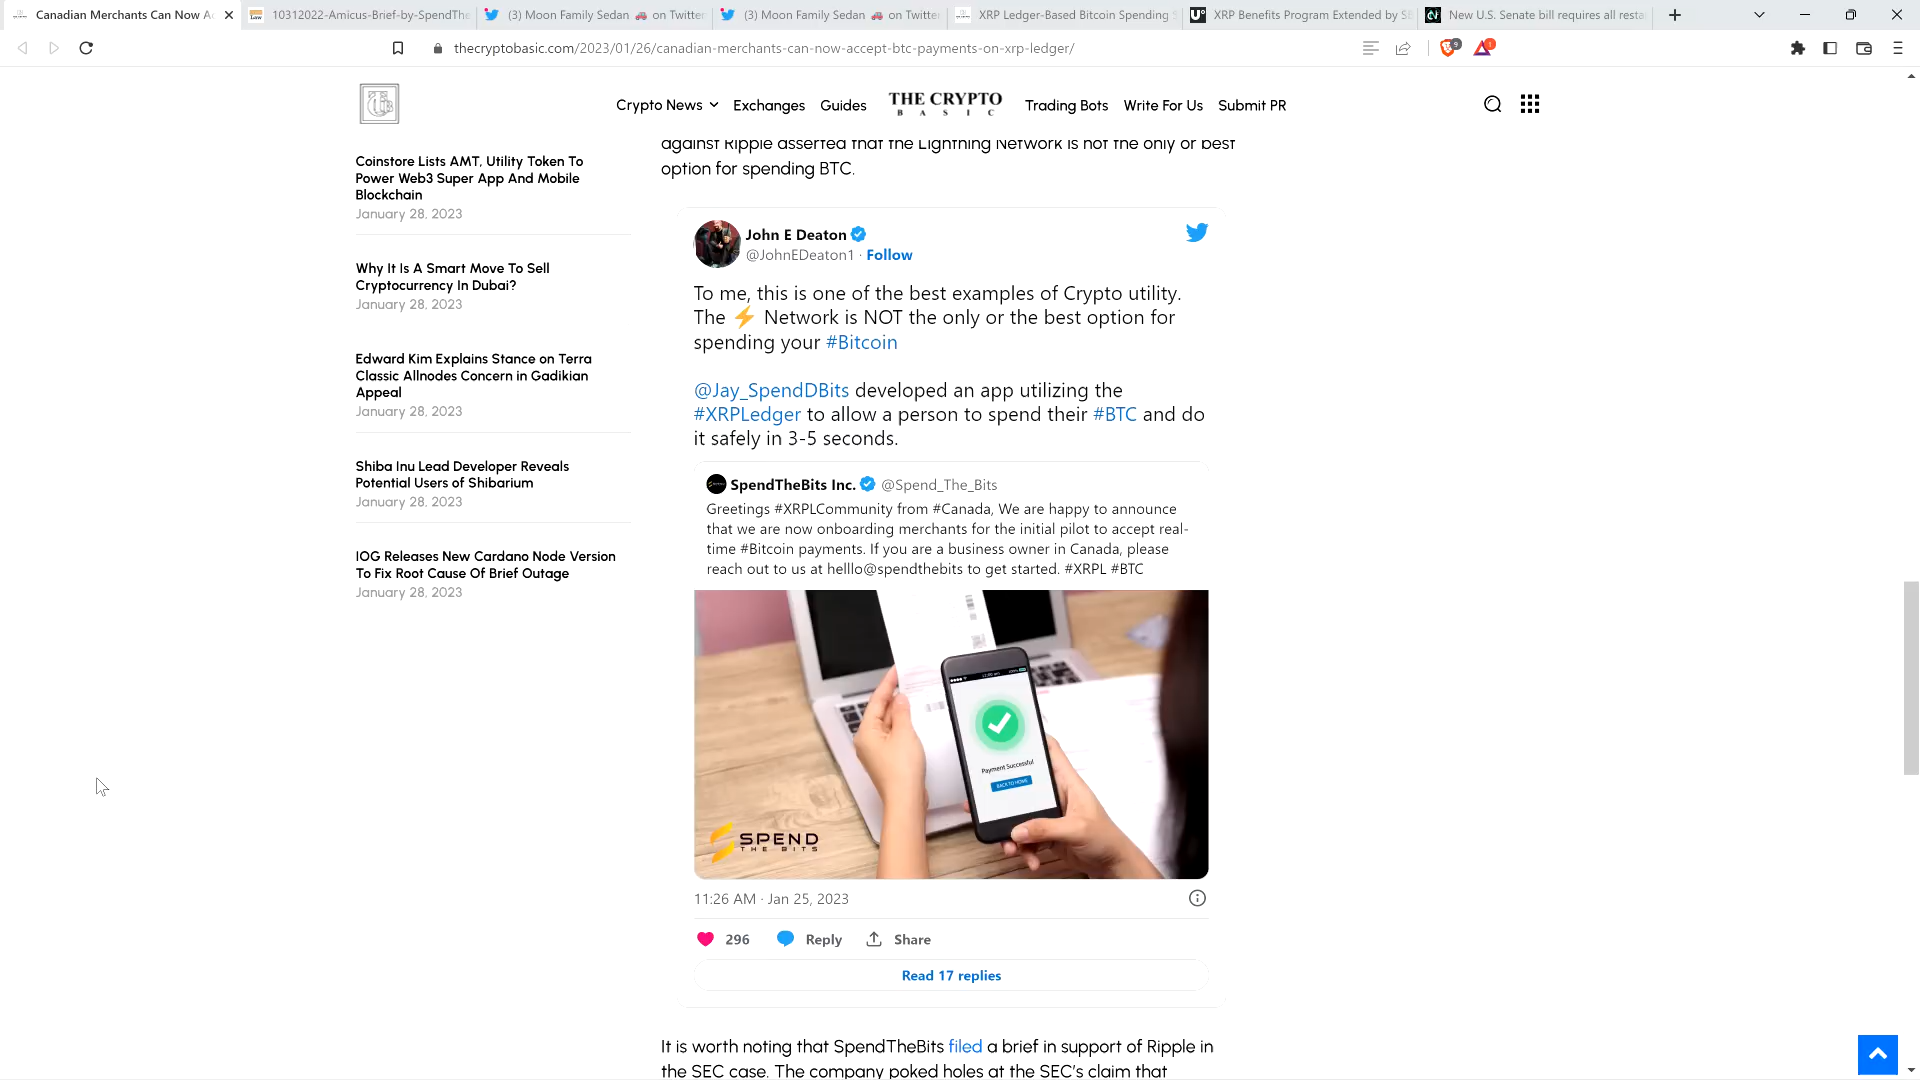 Canadian Merchants Can Now A
10312022-Amicus-Brief-by-SpendThe
(3) Moon Family Sedan 🚗 on Twitter
(3) Moon Family Sedan 🚗 on Twitter
XRP Ledger-Based Bitcoin Spending S
XRP Benefits Program Extended by SB
New U.S. Senate bill requires all resta
thecryptobasic.com/2023/01/26/canadian-merchants-can-now-accept-btc-payments-on-xrp-ledger/
9
1
Crypto News
Exchanges
Guides
THE CRYPTO
BASIC
Trading Bots
Write For Us
Submit PR
Coinstore Lists AMT, Utility Token To
Power Web3 Super App And Mobile
Blockchain
January 28, 2023
Why It Is A Smart Move To Sell
Cryptocurrency In Dubai?
January 28, 2023
Edward Kim Explains Stance on Terra
Classic Allnodes Concern in Gadikian
Appeal
January 28, 2023
Shiba Inu Lead Developer Reveals
Potential Users of Shibarium
January 28, 2023
IOG Releases New Cardano Node Version
To Fix Root Cause Of Brief Outage
January 28, 2023
against Ripple asserted that the Lightning Network is not the only or best
option for spending BTC.
John E Deaton
@JohnEDeaton1 · Follow
To me, this is one of the best examples of Crypto utility.
The ⚡ Network is NOT the only or the best option for
spending your #Bitcoin
@Jay_SpendDBits developed an app utilizing the
#XRPLedger to allow a person to spend their #BTC and do
it safely in 3-5 seconds.
SpendTheBits Inc. @Spend_The_Bits
Greetings #XRPLCommunity from #Canada, We are happy to announce
that we are now onboarding merchants for the initial pilot to accept real-
time #Bitcoin payments. If you are a business owner in Canada, please
reach out to us at helllo@spendthebits to get started. #XRPL #BTC
Payment Successful
BACK TO HOME
SPEND
THE BITS
11:26 AM · Jan 25, 2023
296
Reply
Share
Read 17 replies
It is worth noting that SpendTheBits filed a brief in support of Ripple in
the SEC case. The company poked holes at the SEC's claim that